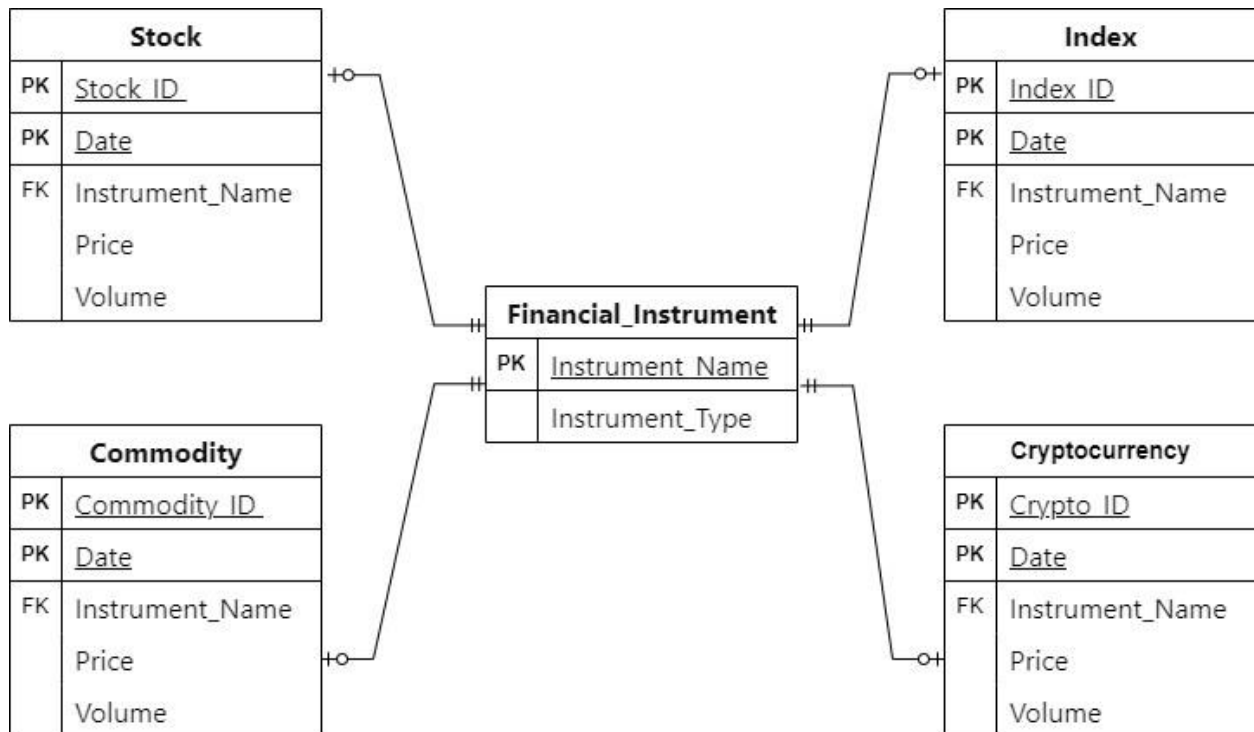 Stock
PK Stock_ID
PK Date
FK Instrument_Name
Price
Volume
Index
PK Index_ID
PK Date
FK Instrument_Name
Price
Volume
Financial_Instrument
PK Instrument_Name
Instrument_Type
Commodity
PK Commodity_ID
PK Date
FK Instrument_Name
Price
Volume
Cryptocurrency
PK Crypto_ID
PK Date
FK Instrument_Name
Price
Volume